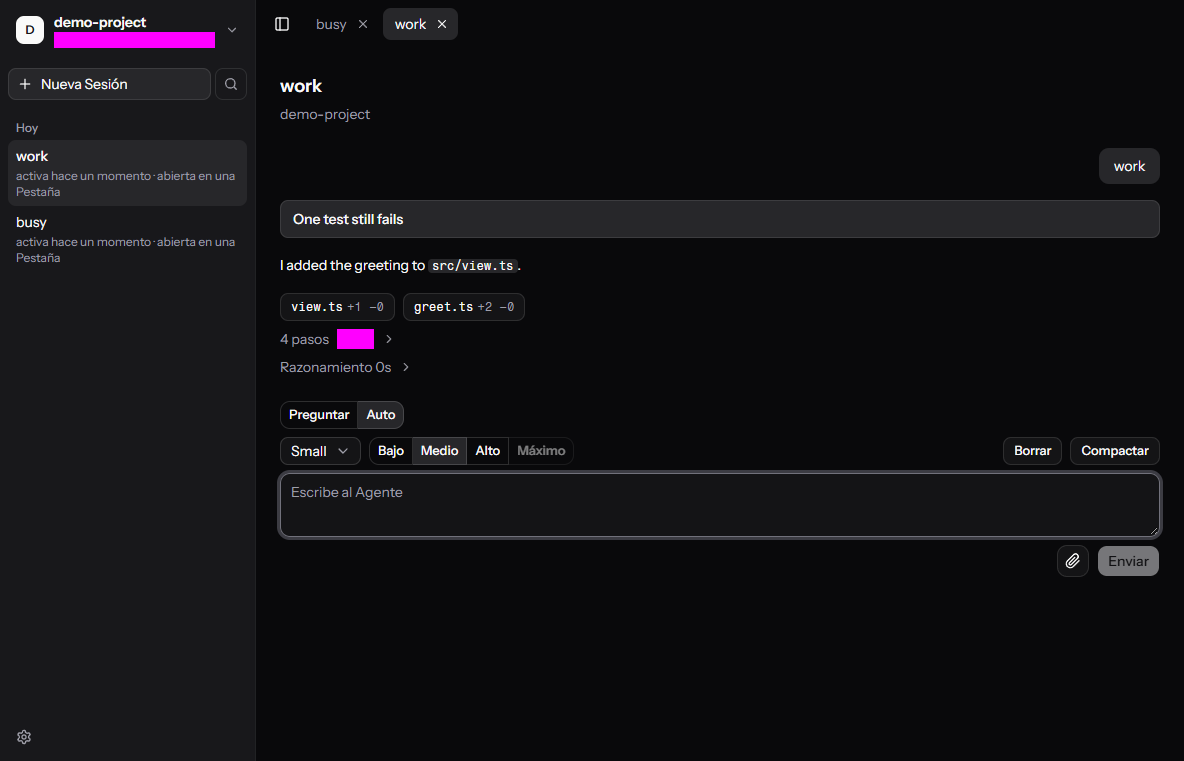 D
demo-project
Nueva Sesión
Hoy
work
activa hace un momento · abierta en una
Pestaña
busy
activa hace un momento · abierta en una
Pestaña
busy
work
work
demo-project
work
One test still fails
I added the greeting to src/view.ts.
view.ts +1 −0
greet.ts +2 −0
4 pasos
Razonamiento 0s
Preguntar
Auto
Small
Bajo
Medio
Alto
Máximo
Borrar
Compactar
Escribe al Agente
Enviar